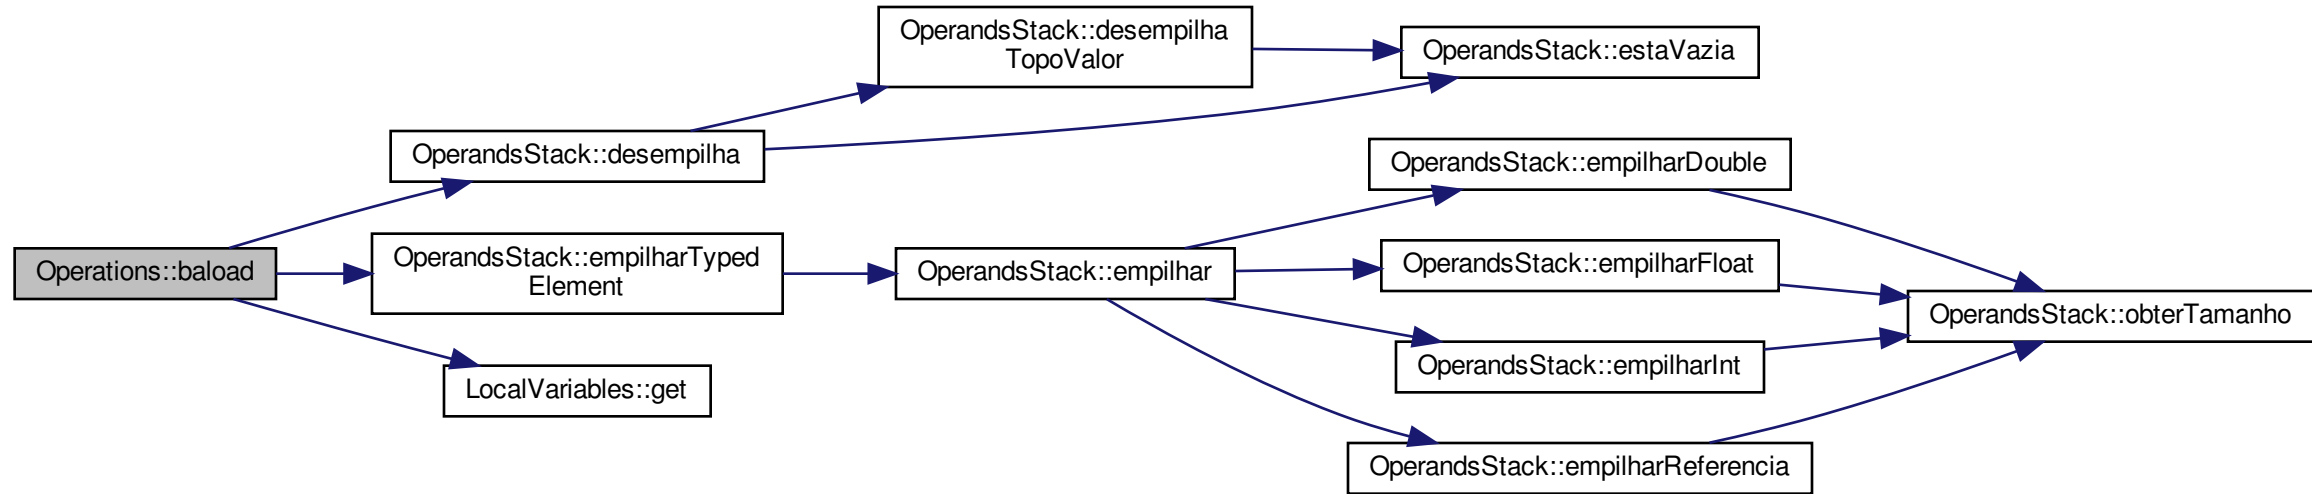 OperandsStack::desempilha
TopoValor
OperandsStack::estaVazia
OperandsStack::desempilha
OperandsStack::empilharDouble
Operations::baload
OperandsStack::empilharTyped
Element
OperandsStack::empilhar
OperandsStack::empilharFloat
OperandsStack::obterTamanho
OperandsStack::empilharInt
LocalVariables::get
OperandsStack::empilharReferencia